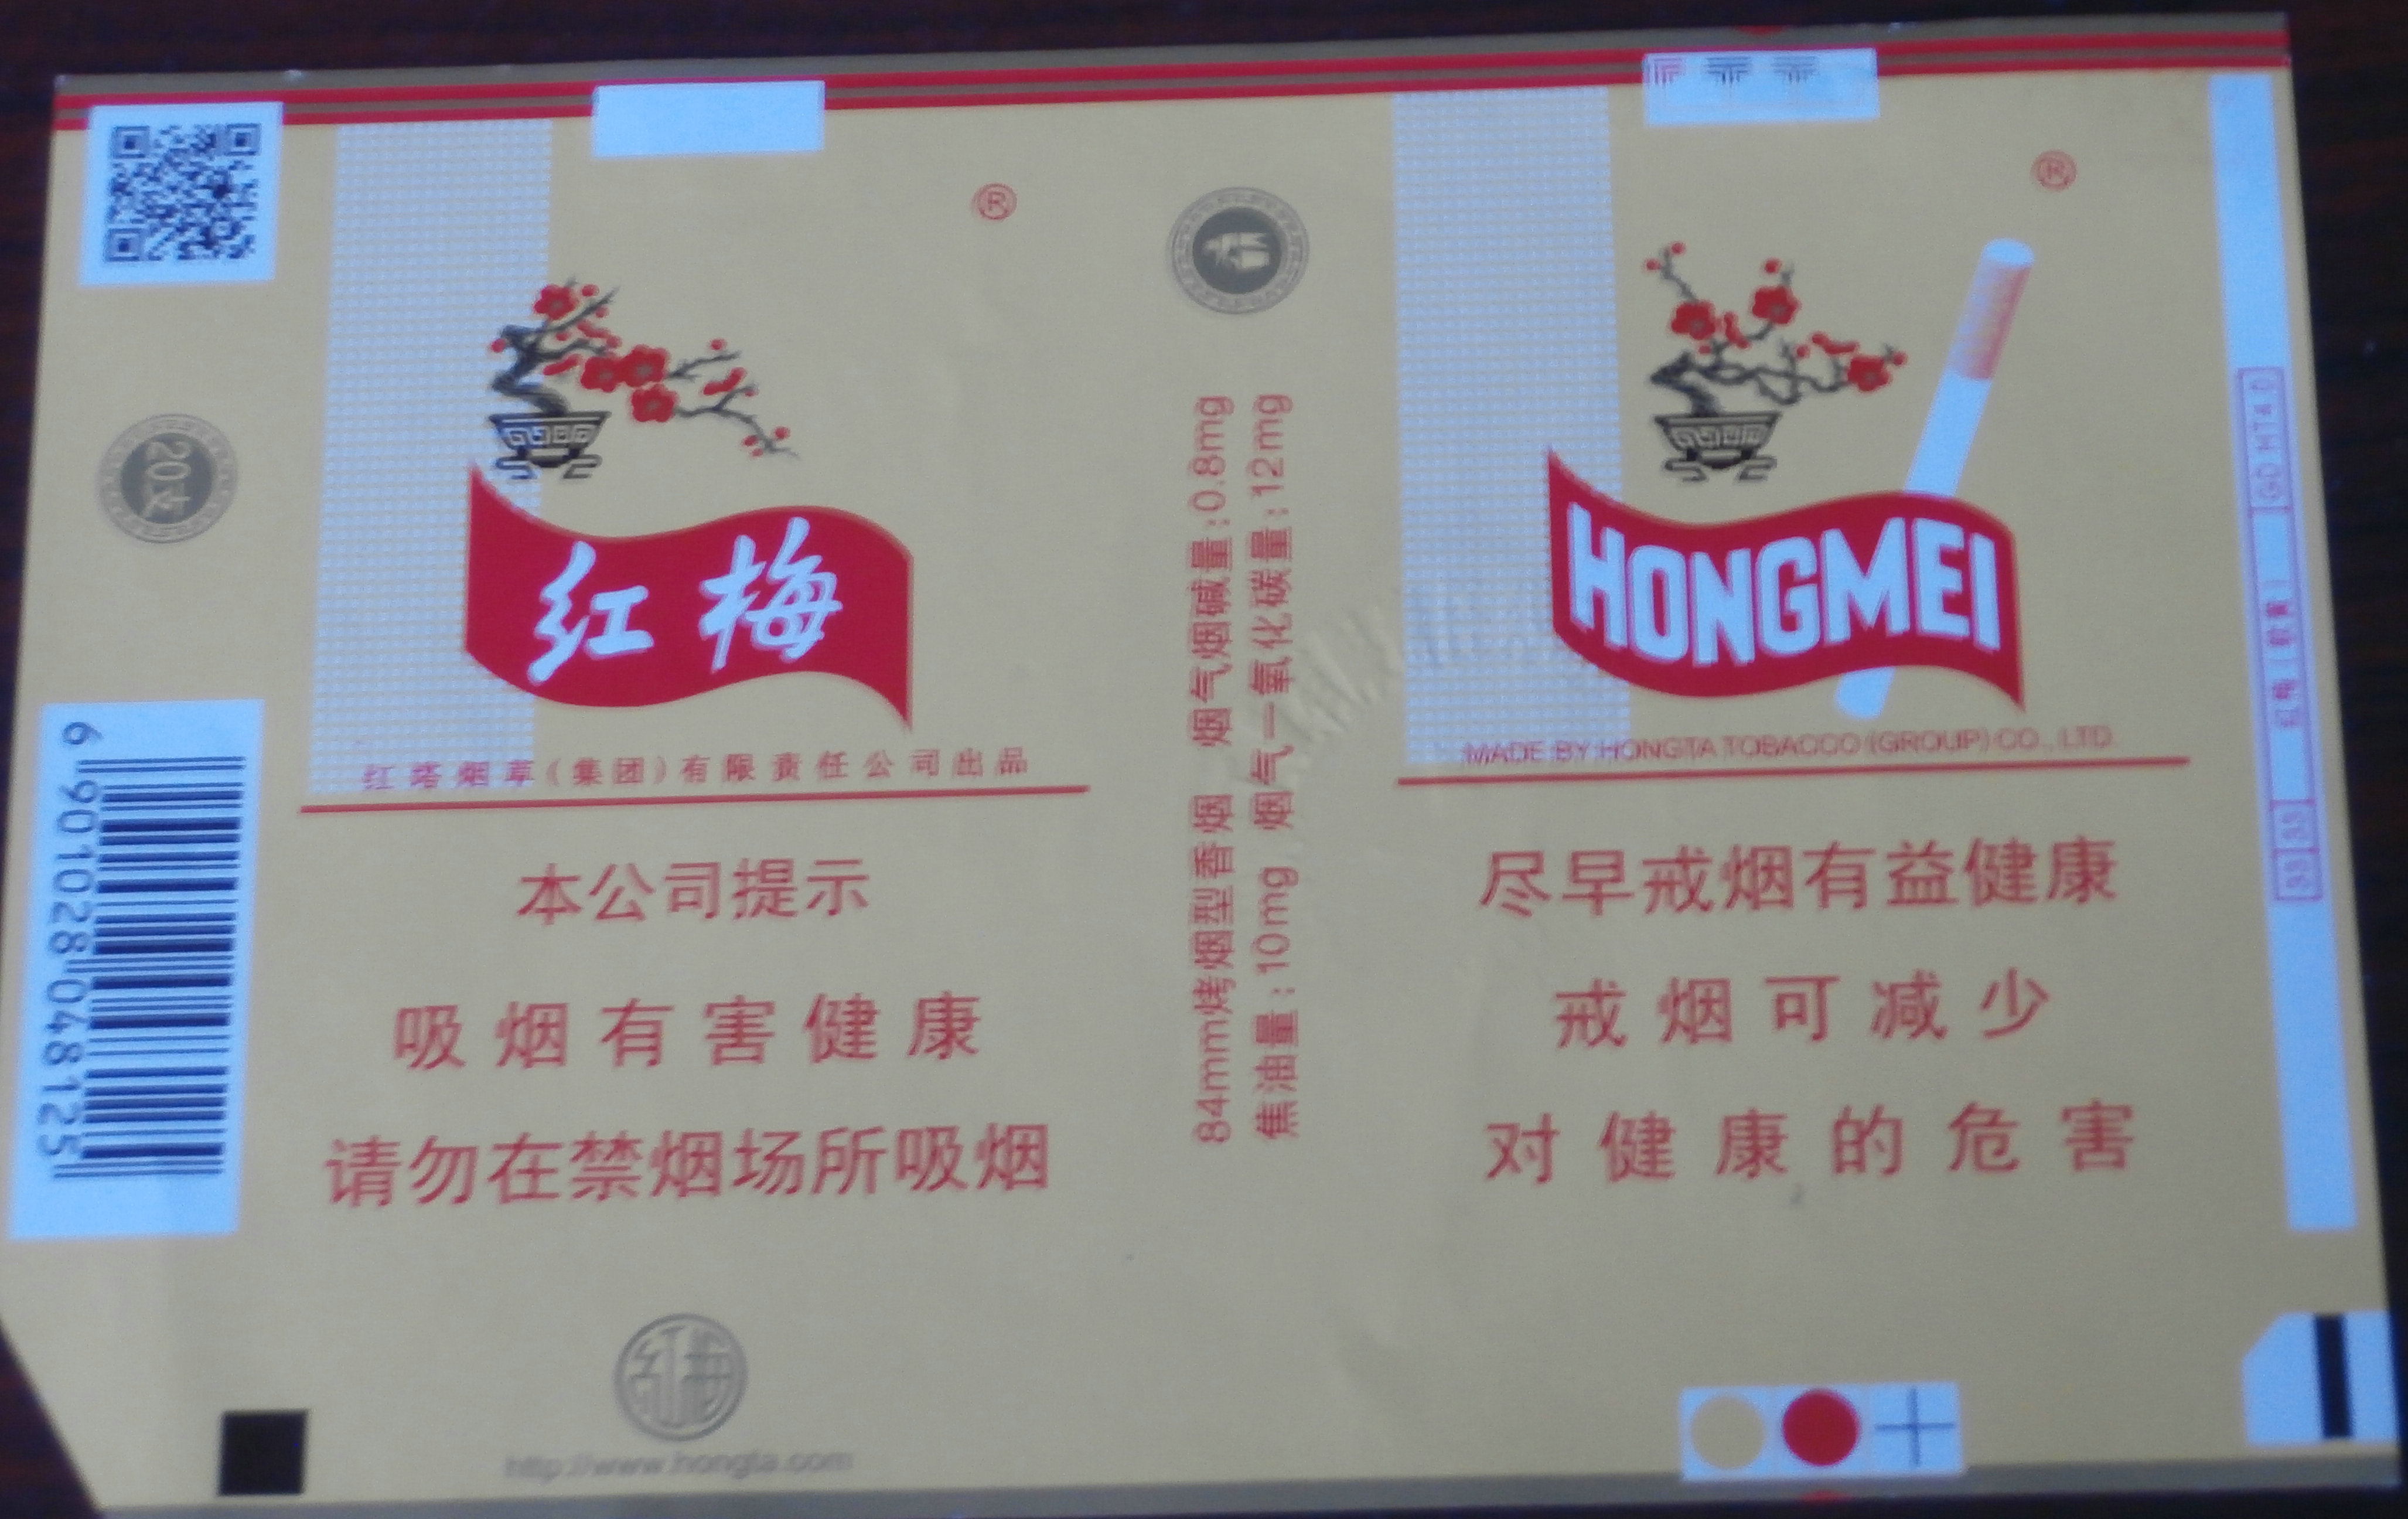 20支
6 901028 048125
®
红梅
红塔烟草(集团)有限责任公司出品
本公司提示
吸烟有害健康
请勿在禁烟场所吸烟
红梅
http://www.hongta.com
84mm烤烟型香烟 烟气烟碱量:0.8mg
焦油量:10mg 烟气一氧化碳量:12mg
®
HONGMEI
MADE BY HONGTA TOBACCO (GROUP) CO., LTD.
尽早戒烟有益健康
戒烟可减少
对健康的危害